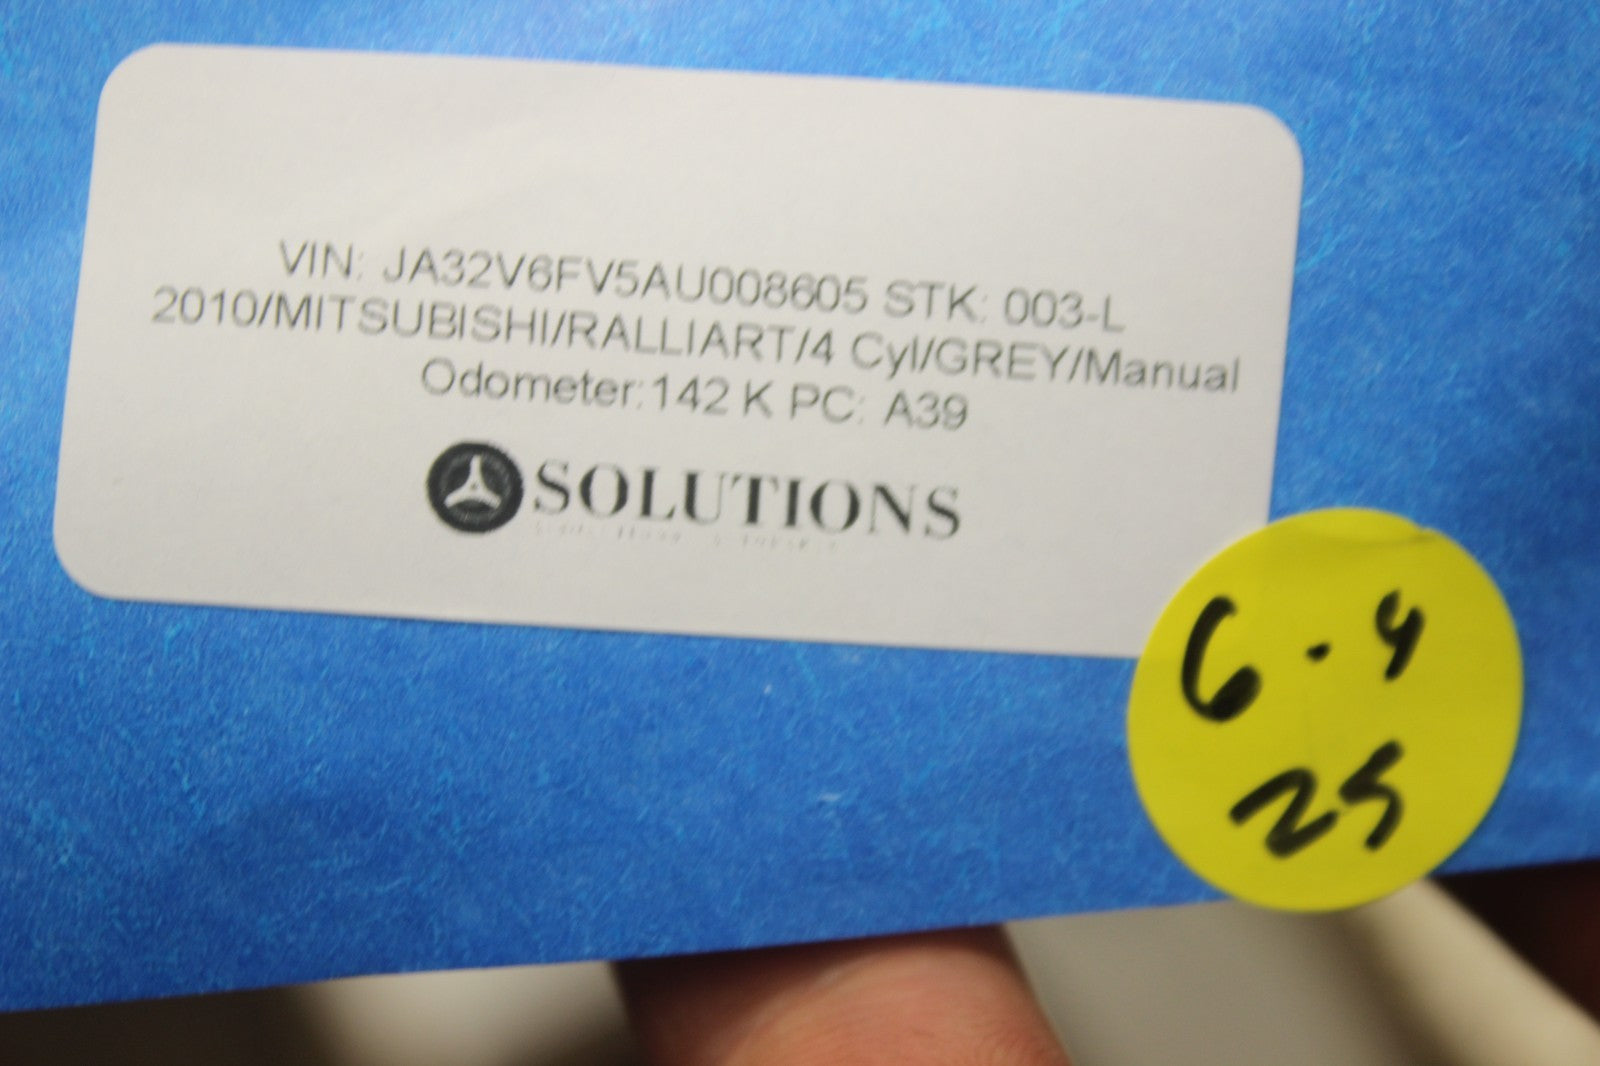 VIN: JA32V6FV5AU008605 STK: 003-L
2010/MITSUBISHI/RALLIART/4 Cyl/GREY/Manual
Odometer:142 K PC: A39
SOLUTIONS
6.4
25